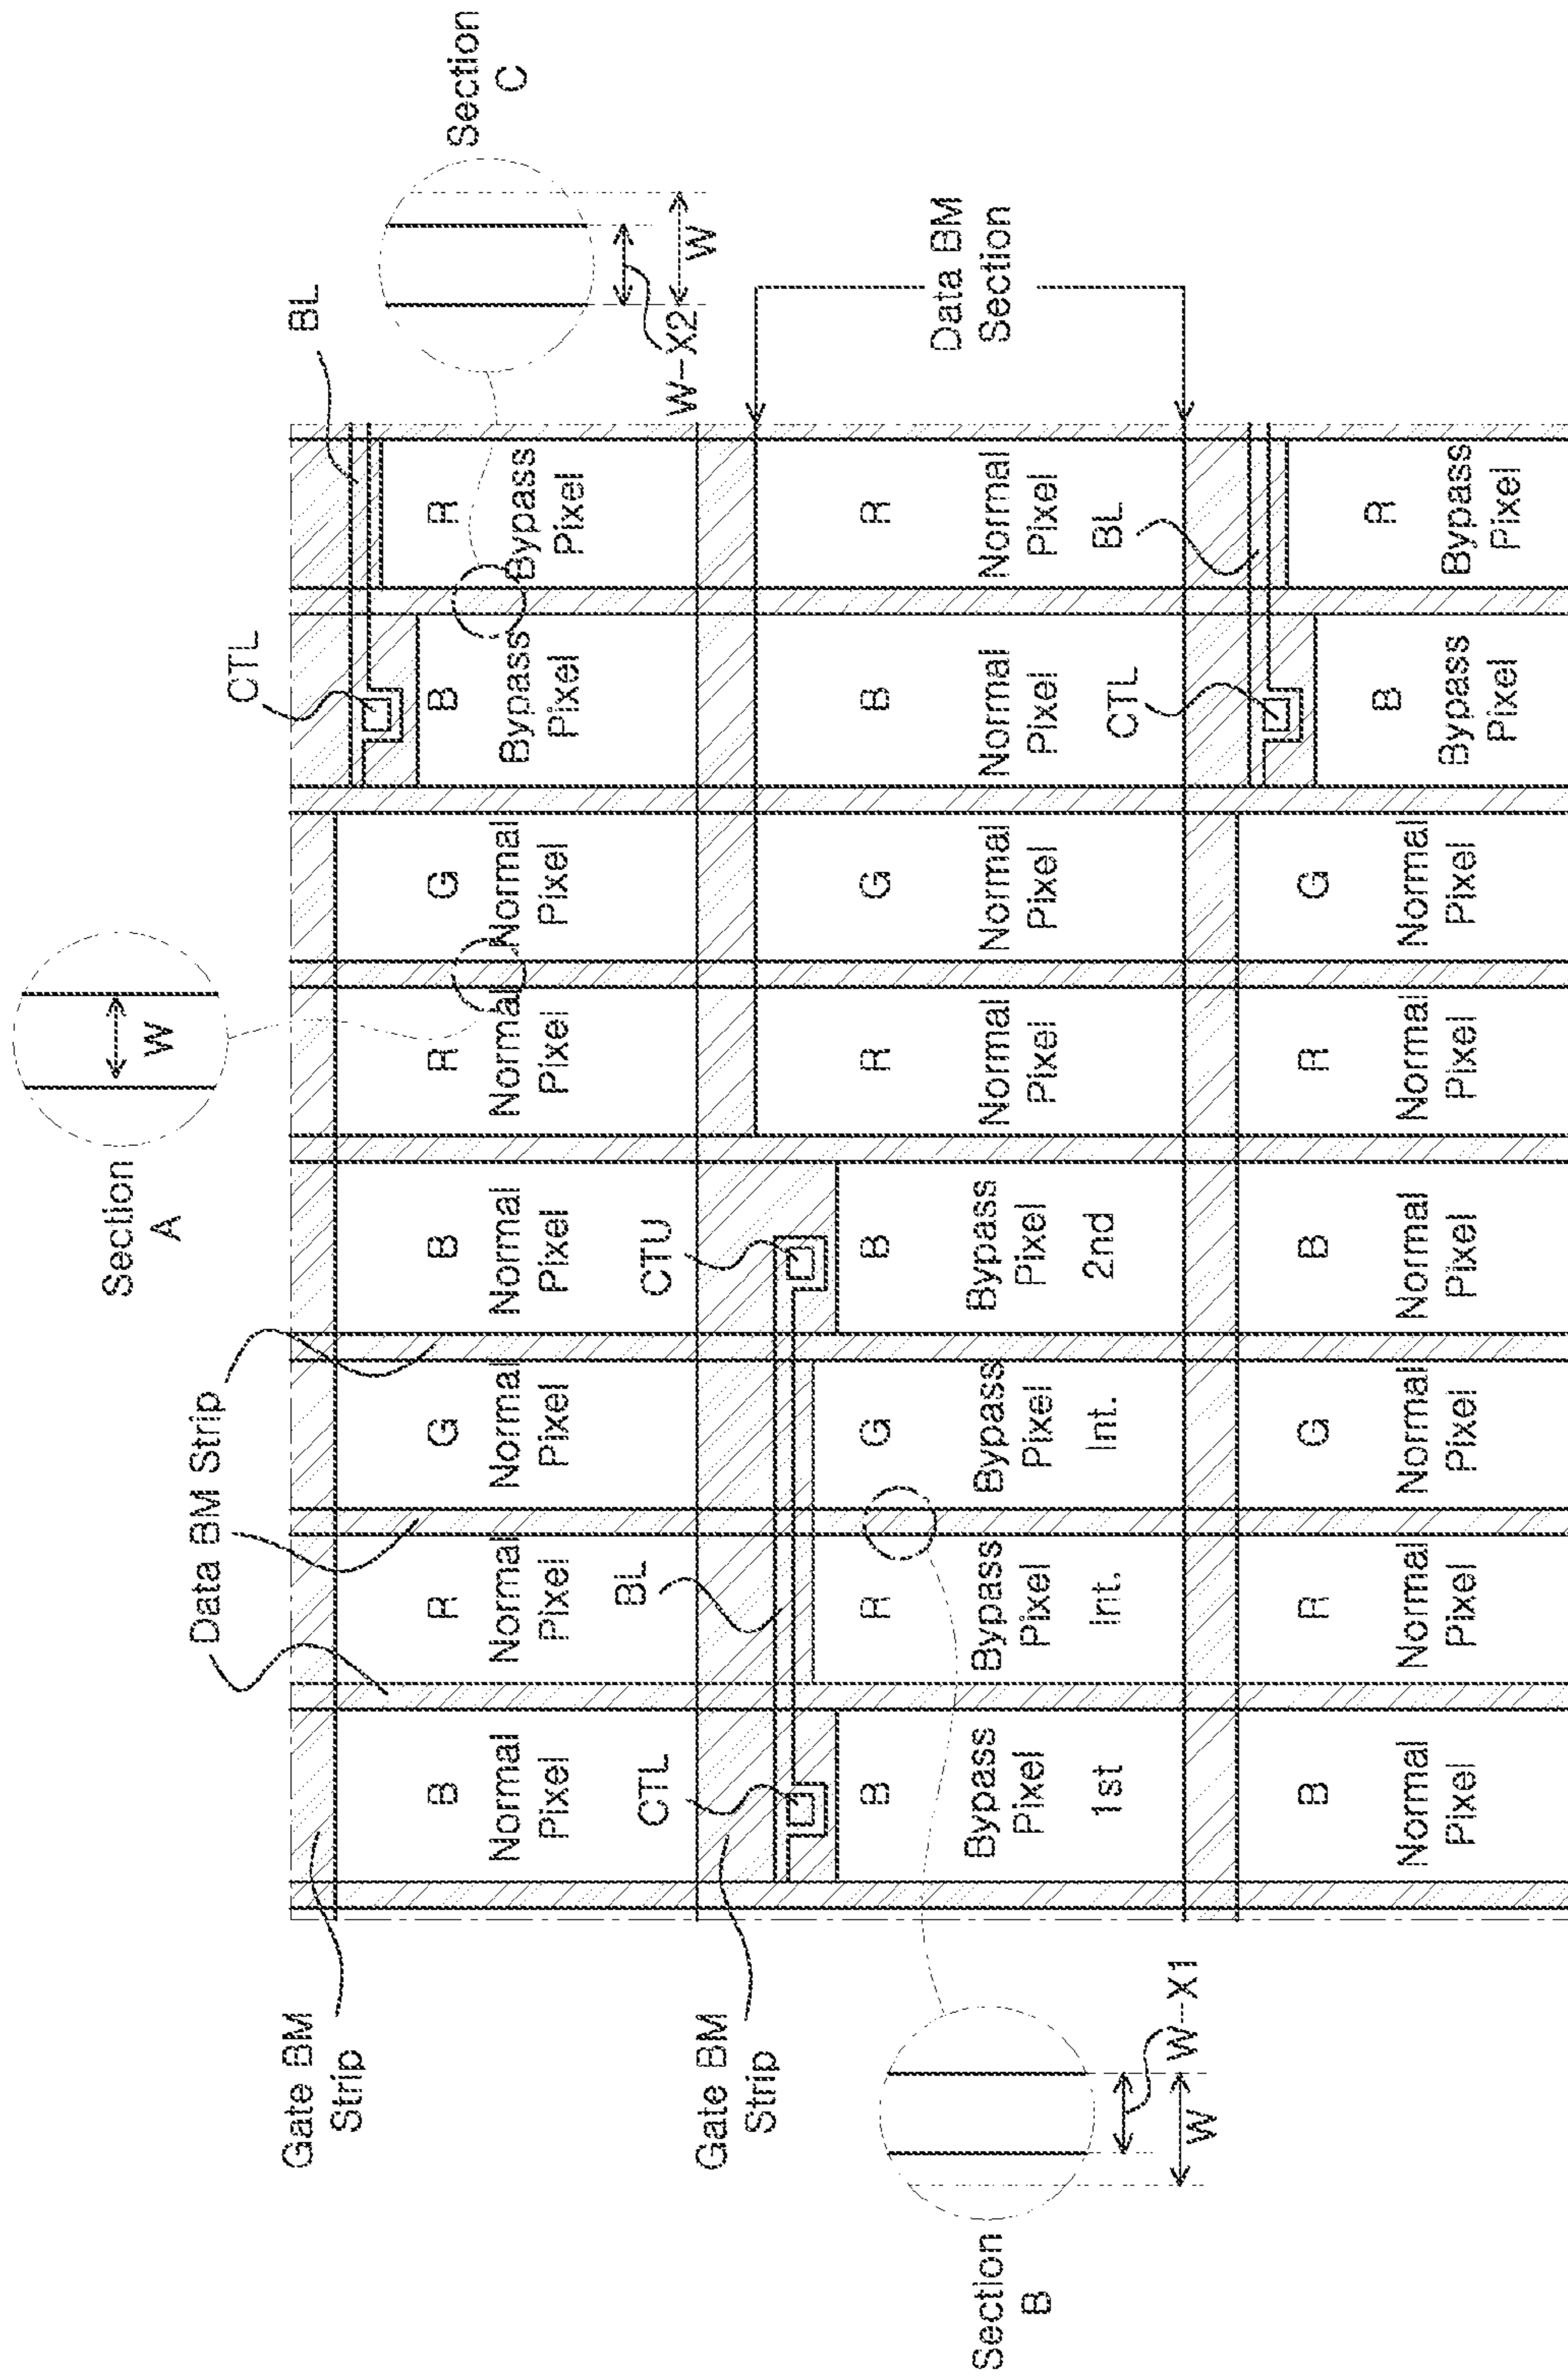 Section
A
W
Data BM Strip
CTL
BL
Gate BM
Strip
Section
C
B
Normal
Pixel
R
Normal
Pixel
G
Normal
Pixel
B
Normal
Pixel
R
Normal
Pixel
G
Normal
Pixel
B
Bypass
Pixel
R
Bypass
Pixel
CTL
BL
CTU
W-X2
W
Gate BM
Strip
B
Bypass
Pixel
1st
R
Bypass
Pixel
Int.
G
Bypass
Pixel
Int.
B
Bypass
Pixel
2nd
R
Normal
Pixel
G
Normal
Pixel
B
Normal
Pixel
R
Normal
Pixel
Data BM
Section
Section
B
CTL
BL
W
W-X1
B
Normal
Pixel
R
Normal
Pixel
G
Normal
Pixel
B
Normal
Pixel
R
Normal
Pixel
G
Normal
Pixel
B
Bypass
Pixel
R
Bypass
Pixel